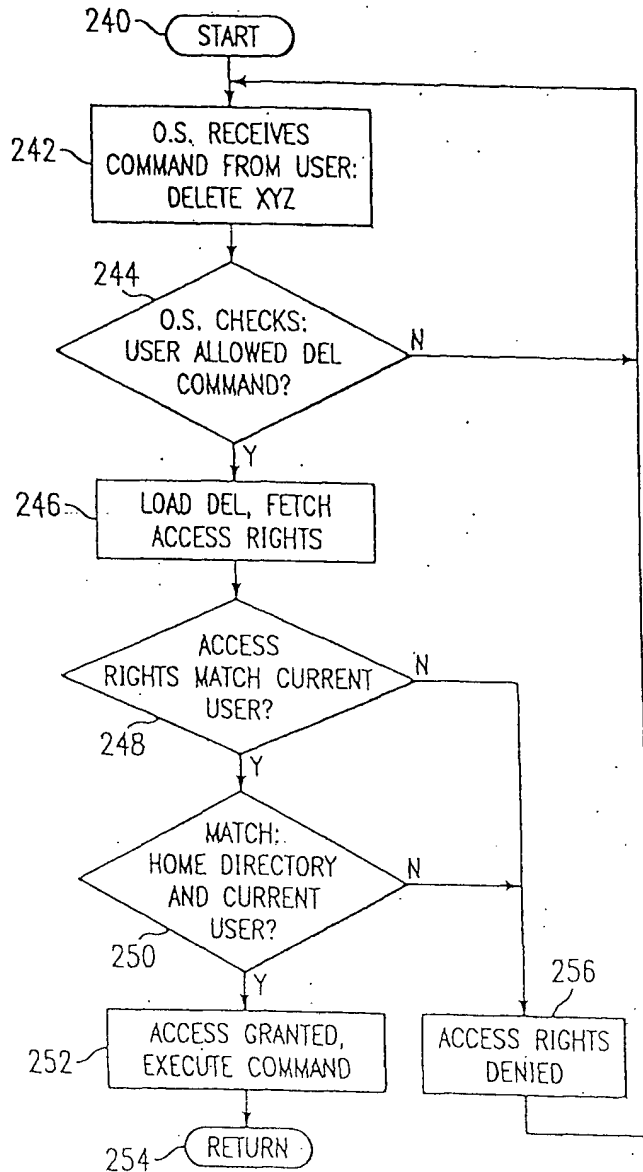 240
START
242
O.S. RECEIVES
COMMAND FROM USER:
DELETE XYZ
244
O.S. CHECKS:
USER ALLOWED DEL
COMMAND?
N
Y
246
LOAD DEL, FETCH
ACCESS RIGHTS
ACCESS
RIGHTS MATCH CURRENT
USER?
N
248
Y
MATCH:
HOME DIRECTORY
AND CURRENT
USER?
N
250
Y
252
ACCESS GRANTED,
EXECUTE COMMAND
256
ACCESS RIGHTS
DENIED
254
RETURN